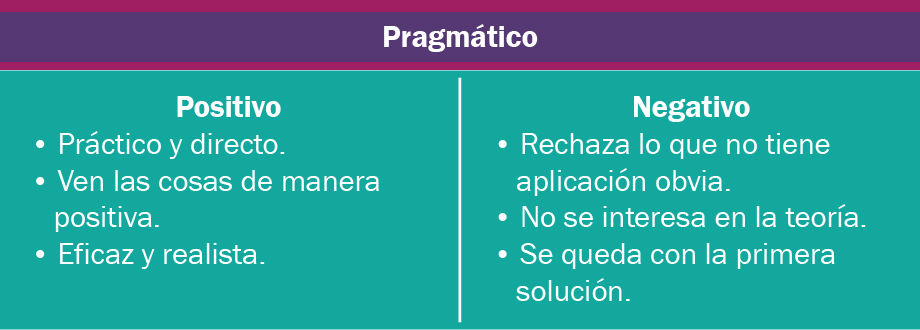 Pragmático
Positivo
• Práctico y directo.
• Ven las cosas de manera
positiva.
• Eficaz y realista.
Negativo
• Rechaza lo que no tiene
aplicación obvia.
• No se interesa en la teoría.
• Se queda con la primera
solución.